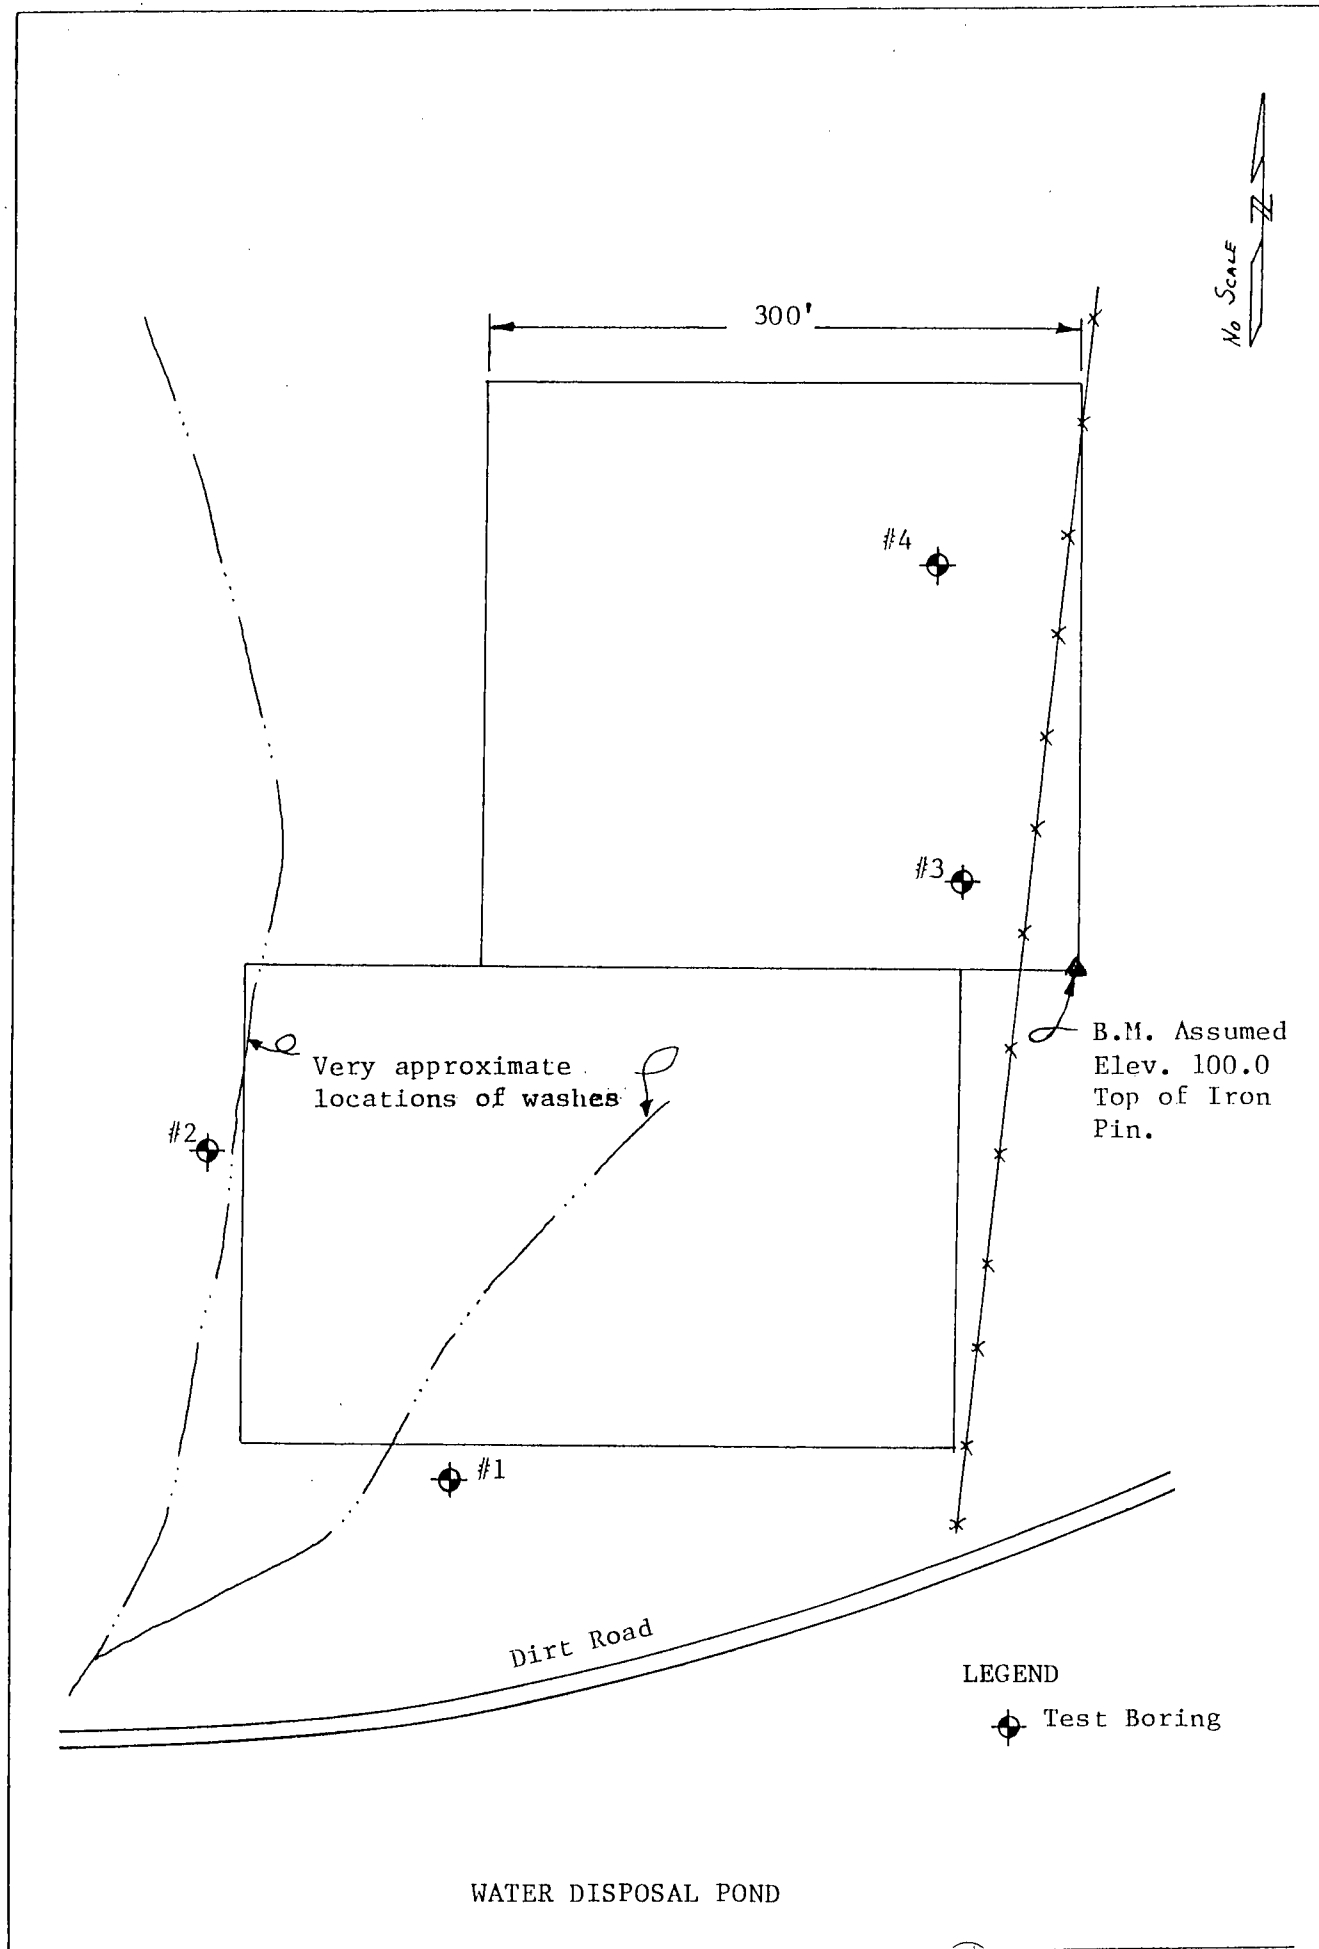 No SCALE
N
300'
#4
#3
B.M. Assumed
Elev. 100.0
Top of Iron
Pin.
Very approximate
locations of washes
#2
#1
Dirt Road
LEGEND
Test Boring
WATER DISPOSAL POND